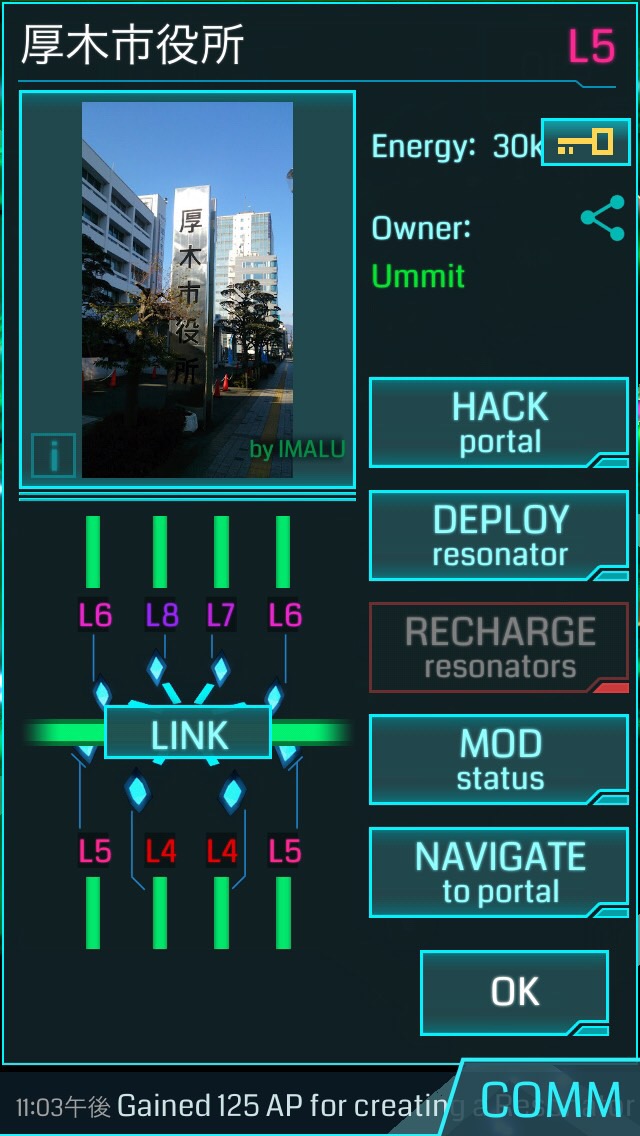 厚木市役所
L5
Energy: 30k
Owner:
Ummit
厚木市役所
i
by IMALU
HACK
portal
DEPLOY
resonator
RECHARGE
resonators
MOD
status
NAVIGATE
to portal
L6 L8 L7 L6
LINK
L5 L4 L4 L5
OK
11:03午後 Gained 125 AP for creating a Resonator
COMM